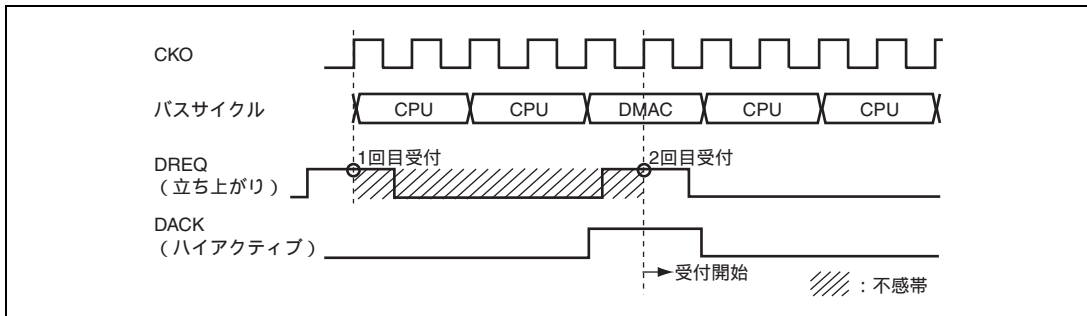 CKO
バスサイクル
CPU CPU DMAC CPU CPU
DREQ
（立ち上がり）
1回目受付 2回目受付
DACK
（ハイアクティブ）
受付開始
：不感帯